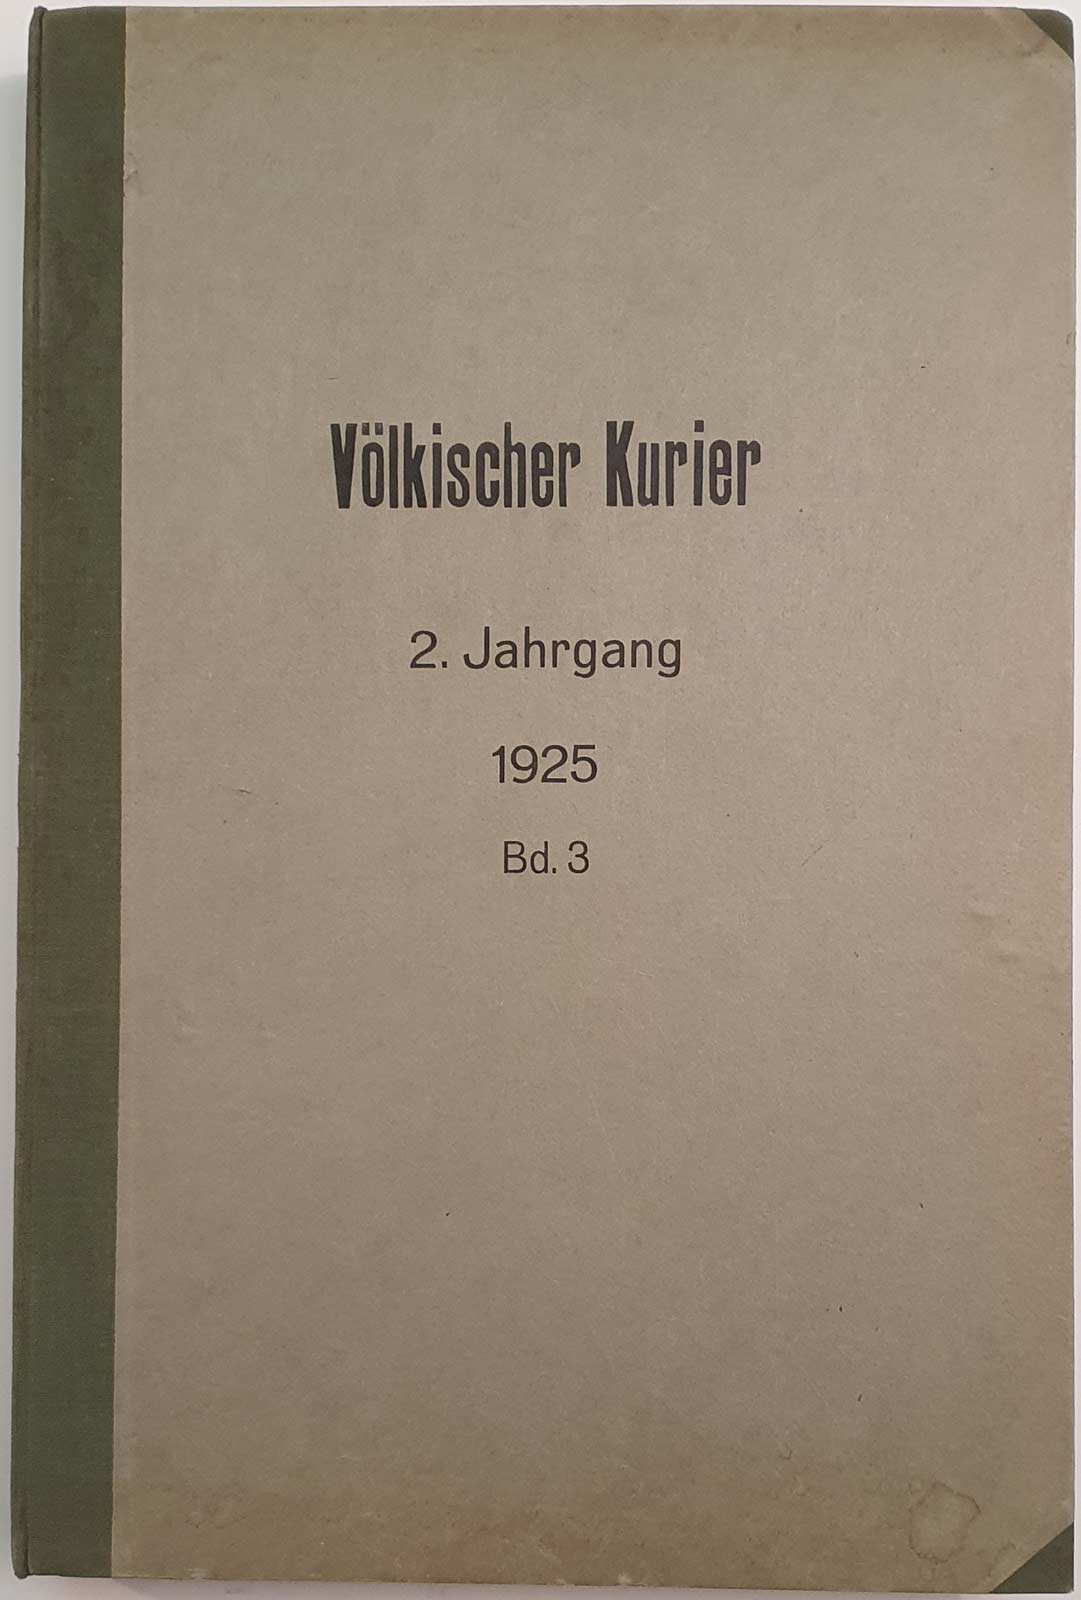 Völkischer Kurier
2. Jahrgang
1925
Bd. 3